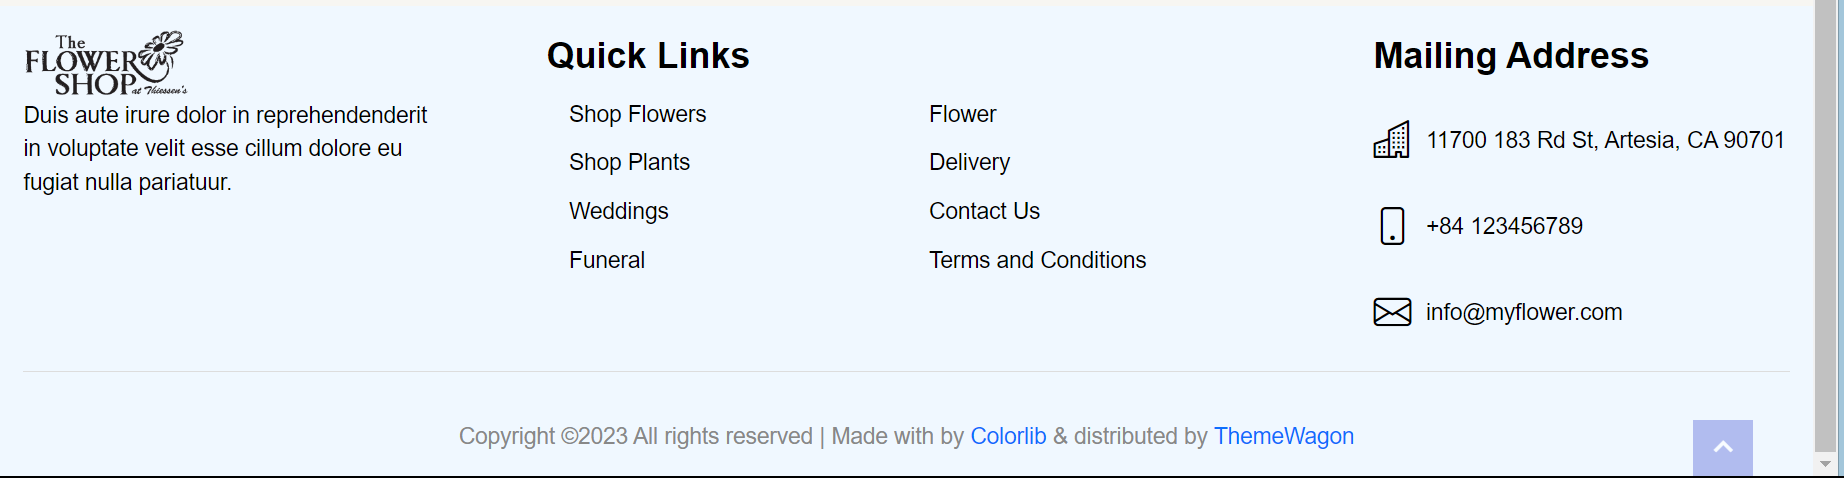 The
FLOWER
SHOP
at Thiessen's
Duis aute irure dolor in reprehendenderit
in voluptate velit esse cillum dolore eu
fugiat nulla pariatuur.
Quick Links
Shop Flowers
Shop Plants
Weddings
Funeral
Flower
Delivery
Contact Us
Terms and Conditions
Mailing Address
11700 183 Rd St, Artesia, CA 90701
+84 123456789
info@myflower.com
Copyright ©2023 All rights reserved | Made with by Colorlib & distributed by ThemeWagon